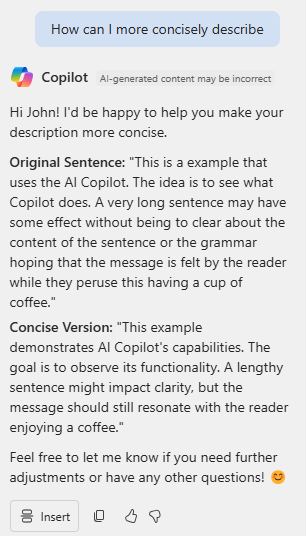 How can I more concisely describe
Copilot AI-generated content may be incorrect
Hi John! I'd be happy to help you make your
description more concise.
Original Sentence: "This is a example that
uses the AI Copilot. The idea is to see what
Copilot does. A very long sentence may have
some effect without being to clear about the
content of the sentence or the grammar
hoping that the message is felt by the reader
while they peruse this having a cup of
coffee."
Concise Version: "This example
demonstrates AI Copilot's capabilities. The
goal is to observe its functionality. A lengthy
sentence might impact clarity, but the
message should still resonate with the reader
enjoying a coffee."
Feel free to let me know if you need further
adjustments or have any other questions! 😊
Insert